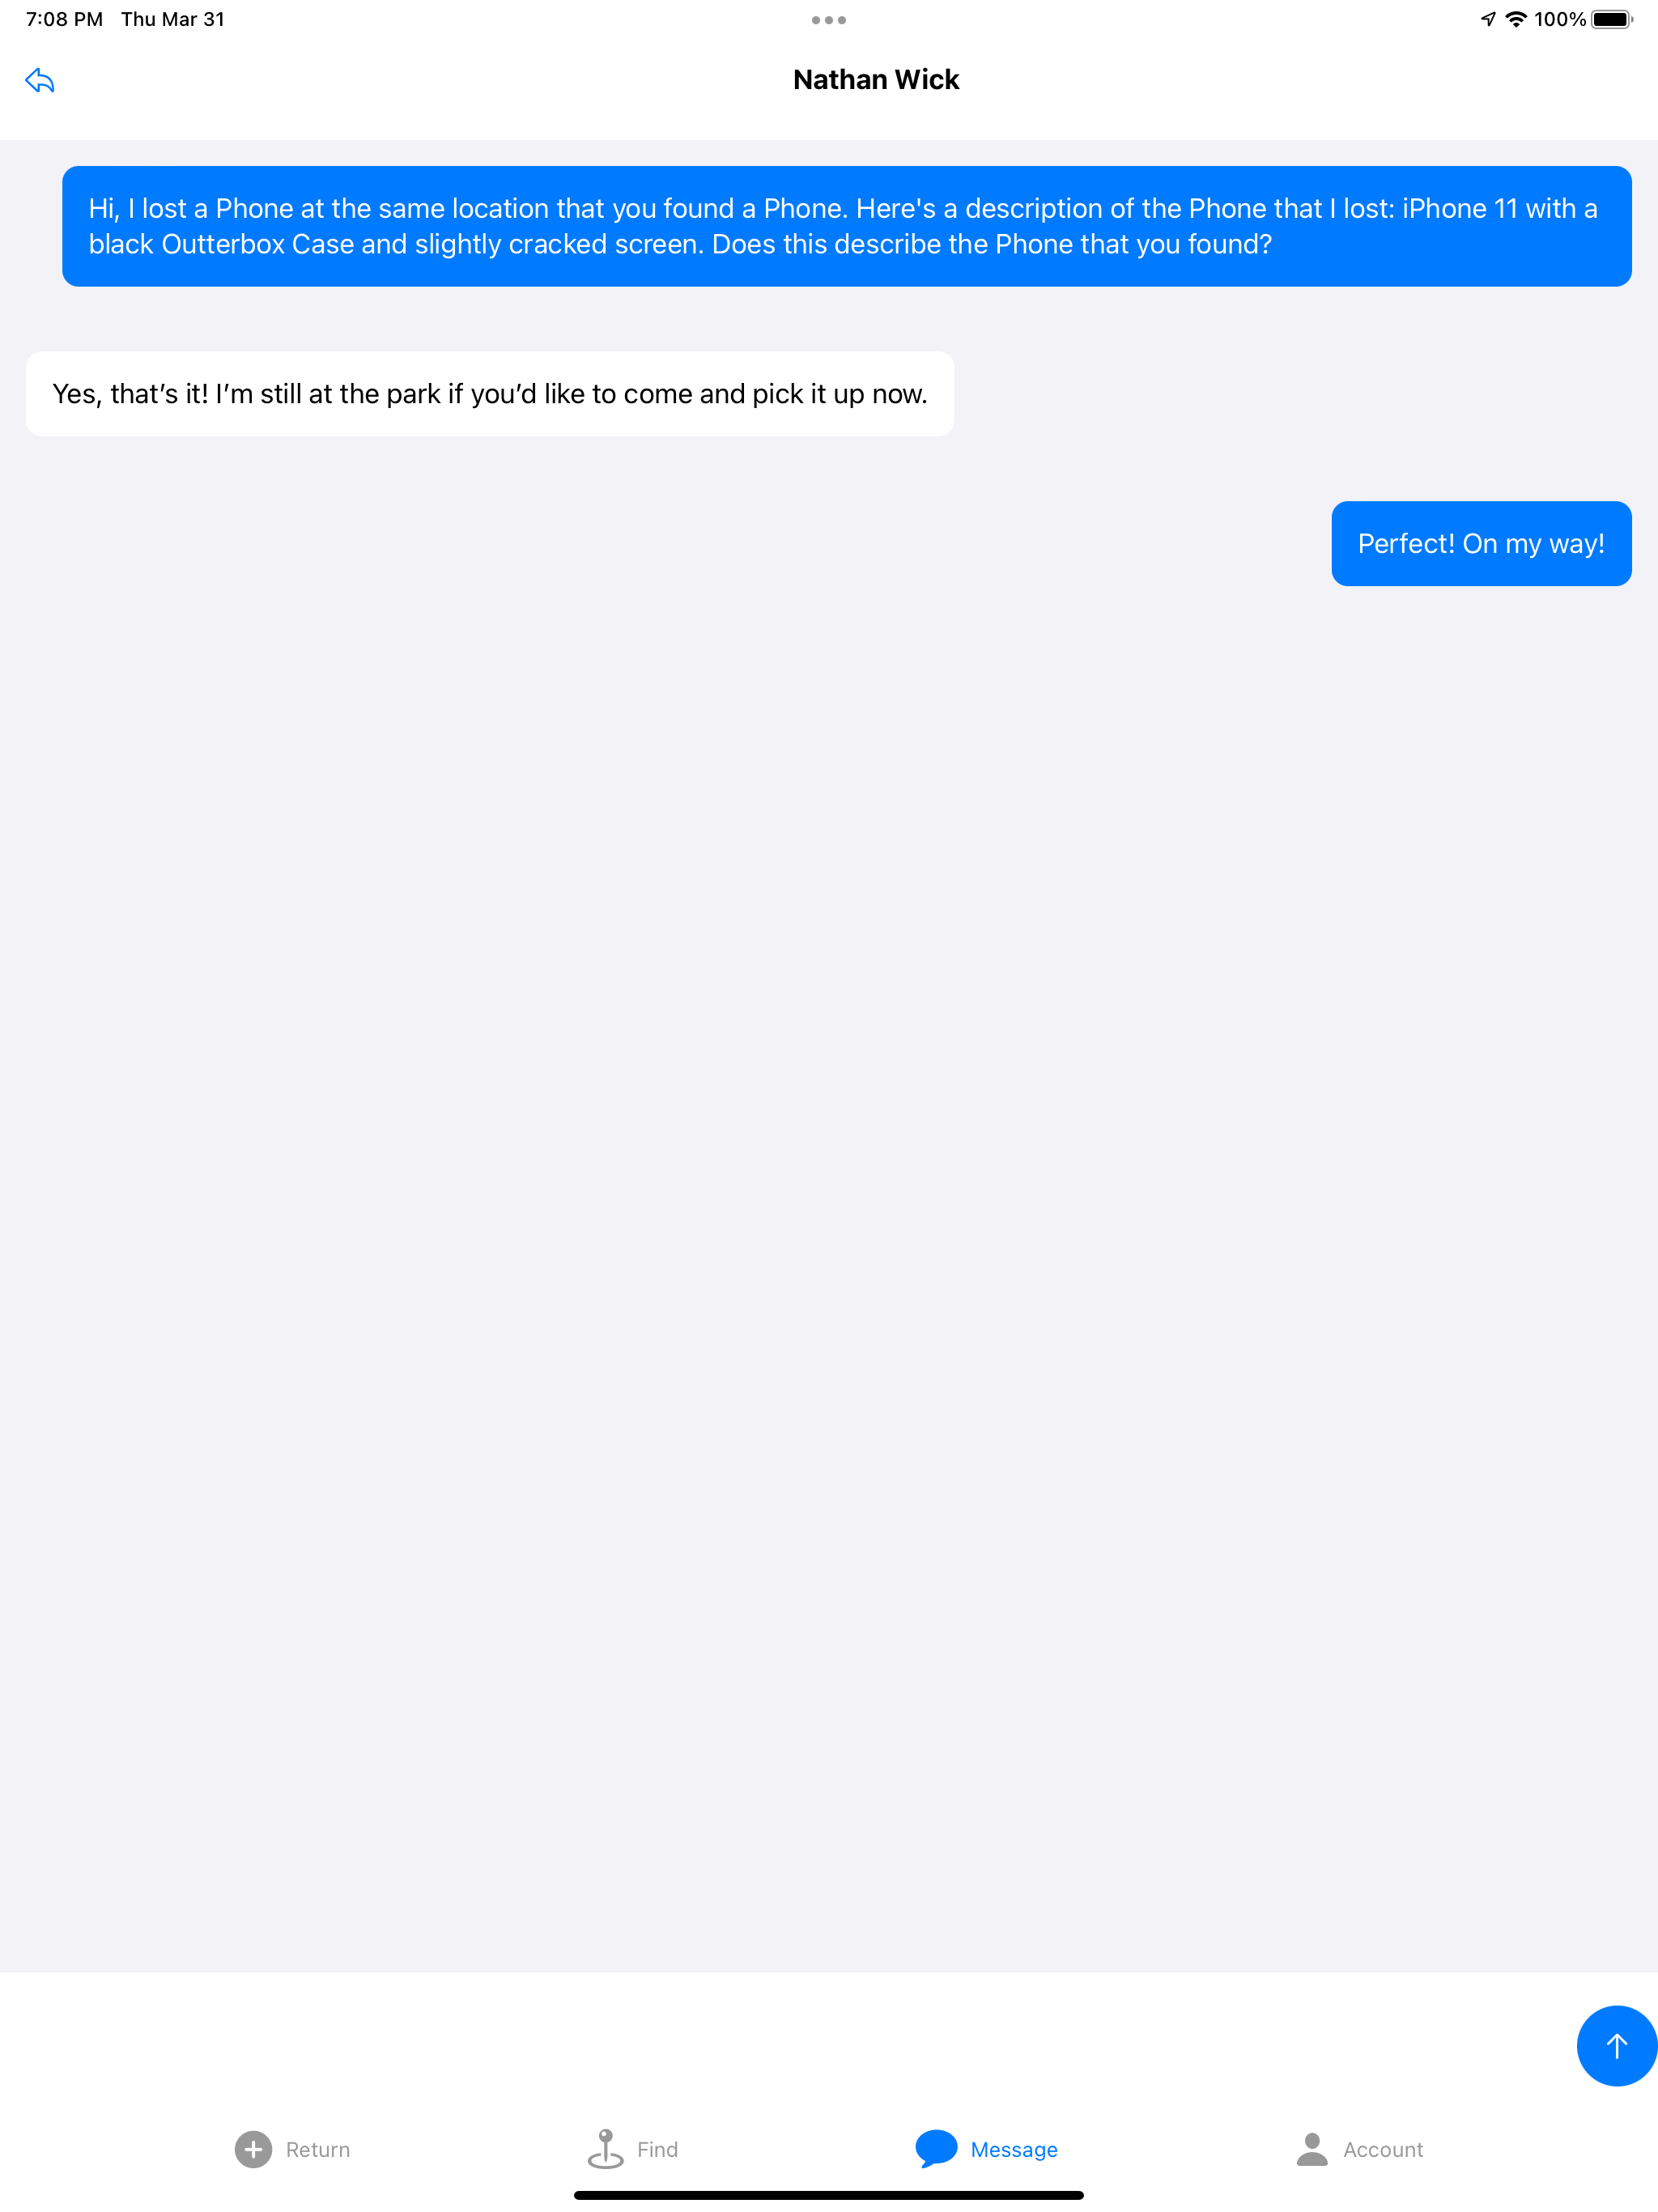 7:08 PM Thu Mar 31
100%
Nathan Wick
Hi, I lost a Phone at the same location that you found a Phone. Here's a description of the Phone that I lost: iPhone 11 with a
black Outterbox Case and slightly cracked screen. Does this describe the Phone that you found?
Yes, that’s it! I’m still at the park if you’d like to come and pick it up now.
Perfect! On my way!
Return Find Message Account